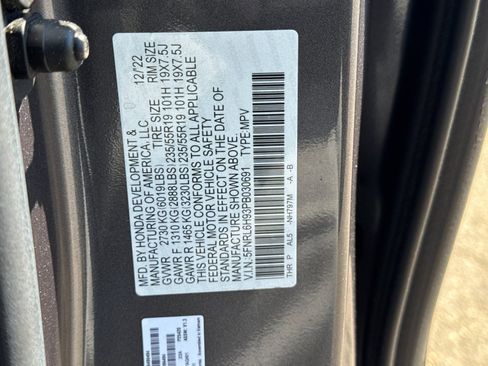 MFD. BY HONDA DEVELOPMENT & 12/'22
MANUFACTURING OF AMERICA, LLC
TIRE SIZE RIM SIZE
GVWR 2730 KG(6019LBS)
GAWR F 1310 KG(2888LBS) 235/55R19 101H 19X7.5J
GAWR R 1465 KG(3230LBS) 235/55R19 101H 19X7.5J
THIS VEHICLE CONFORMS TO ALL APPLICABLE
FEDERAL MOTOR VEHICLE SAFETY
STANDARDS IN EFFECT ON THE DATE OF
MANUFACTURE SHOWN ABOVE.
V.I.N: 5FNRL6H93PB030691 TYPE:MPV
THR P AL5 -NH797M -A -B
Assembled in Vietnam